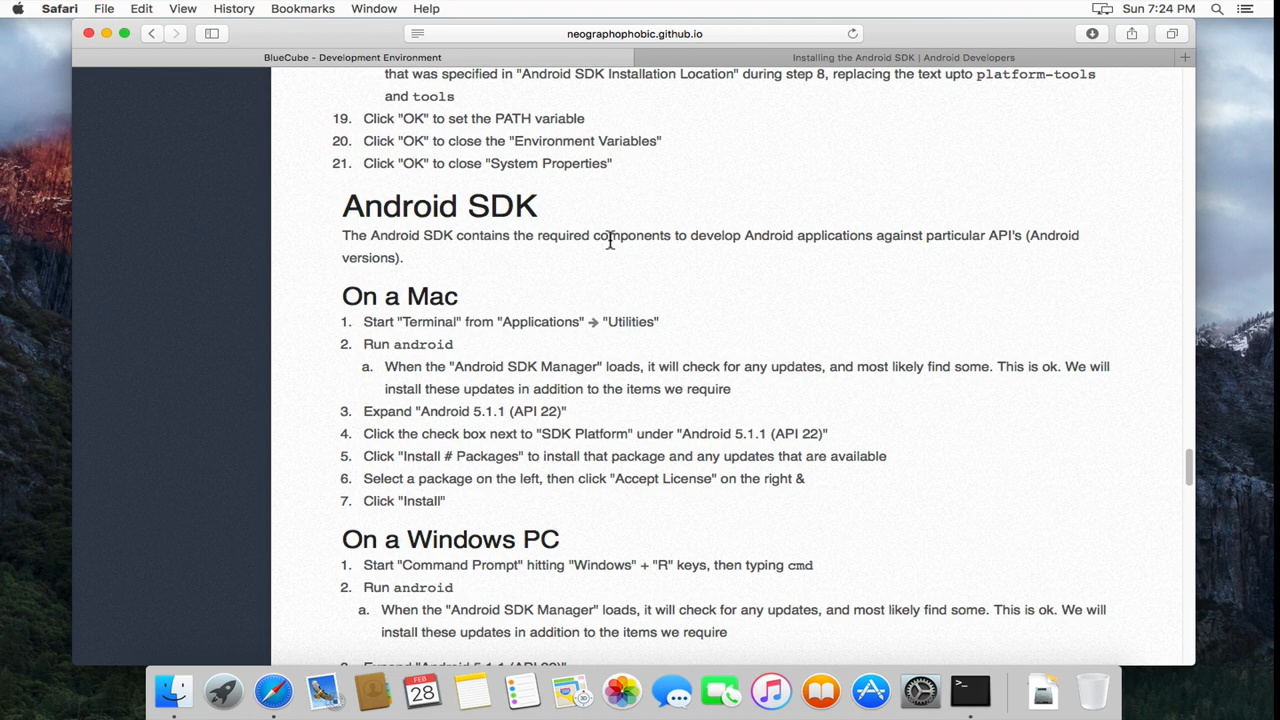 Safari File Edit View History Bookmarks Window Help Sun 7:24 PM
neographophobic.github.io
BlueCube - Development Environment Installing the Android SDK | Android Developers
that was specified in "Android SDK Installation Location" during step 8, replacing the text upto platform-tools
and tools
19. Click "OK" to set the PATH variable
20. Click "OK" to close the "Environment Variables"
21. Click "OK" to close "System Properties"
Android SDK
The Android SDK contains the required components to develop Android applications against particular API's (Android
versions).
On a Mac
1. Start "Terminal" from "Applications" → "Utilities"
2. Run android
a. When the "Android SDK Manager" loads, it will check for any updates, and most likely find some. This is ok. We will
install these updates in addition to the items we require
3. Expand "Android 5.1.1 (API 22)"
4. Click the check box next to "SDK Platform" under "Android 5.1.1 (API 22)"
5. Click "Install # Packages" to install that package and any updates that are available
6. Select a package on the left, then click "Accept License" on the right &
7. Click "Install"
On a Windows PC
1. Start "Command Prompt" hitting "Windows" + "R" keys, then typing cmd
2. Run android
a. When the "Android SDK Manager" loads, it will check for any updates, and most likely find some. This is ok. We will
install these updates in addition to the items we require
3. Expand "Android 5.1.1 (API 22)"
FEB
28
3D
>_